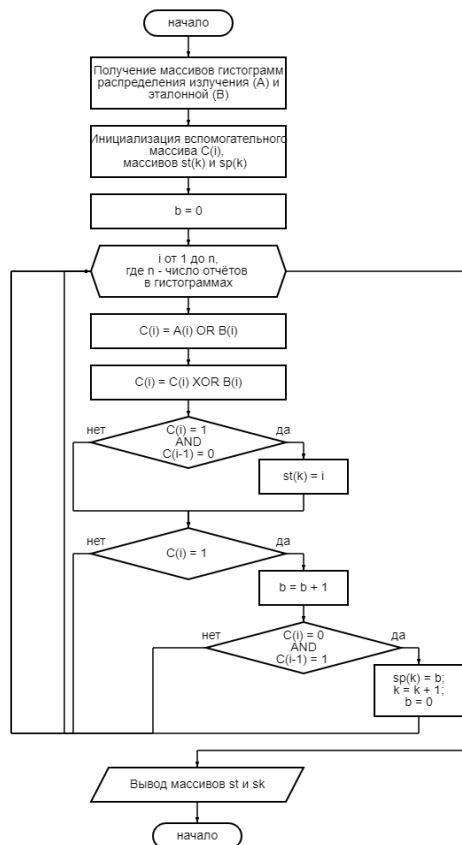 начало
Получение массивов гистограмм
распределения излучения (A) и
эталонной (B)
Инициализация вспомогательного
массива C(i),
массивов st(k) и sp(k)
b = 0
i от 1 до n,
где n - число отчётов
в гистограммах
C(i) = A(i) OR B(i)
C(i) = C(i) XOR B(i)
нет
C(i) = 1
AND
C(i-1) = 0
да
st(k) = i
нет
C(i) = 1
да
b = b + 1
нет
C(i) = 0
AND
C(i-1) = 1
да
sp(k) = b;
k = k + 1;
b = 0
Вывод массивов st и sk
начало